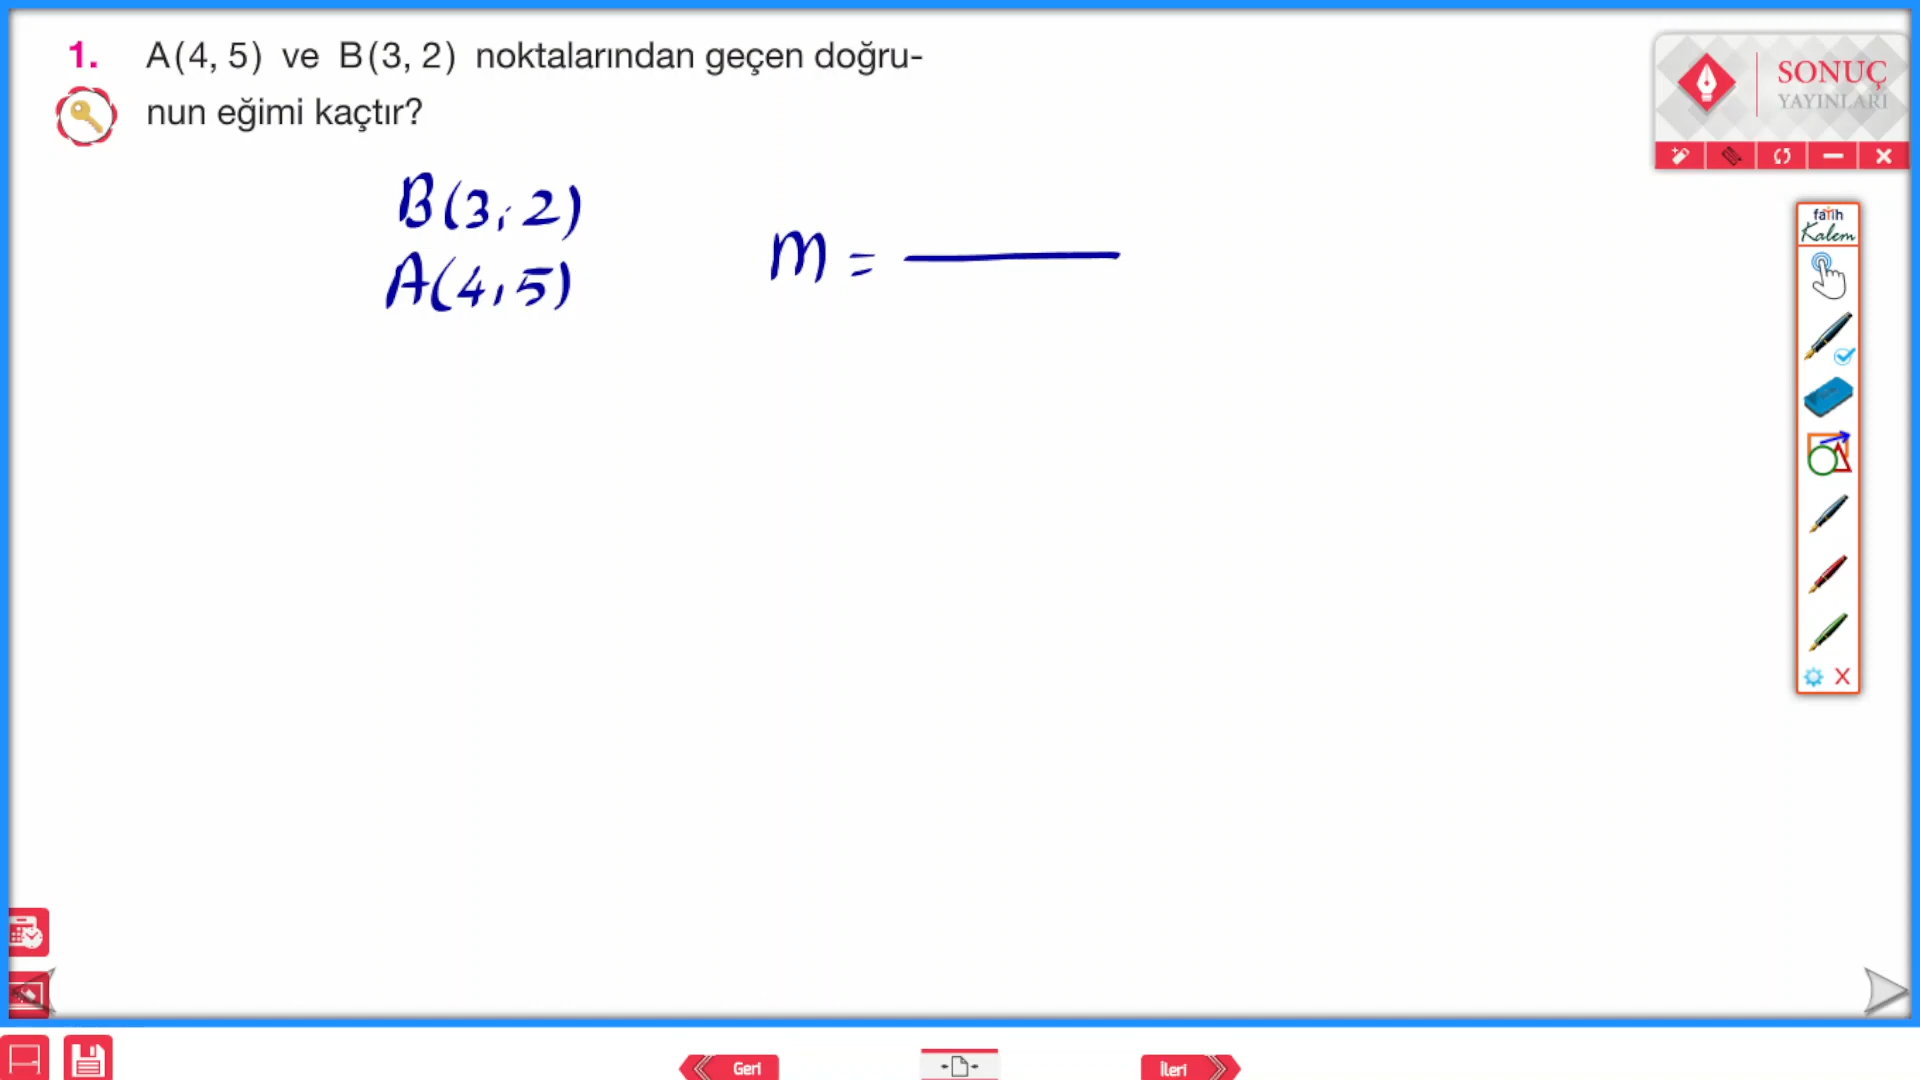 1. A(4, 5) ve B(3, 2) noktalarından geçen doğru-
nun eğimi kaçtır?
SONUÇ
YAYINLARI
B(3, 2)
A(4, 5)
m =
fatih
Kalem
Geri
İleri